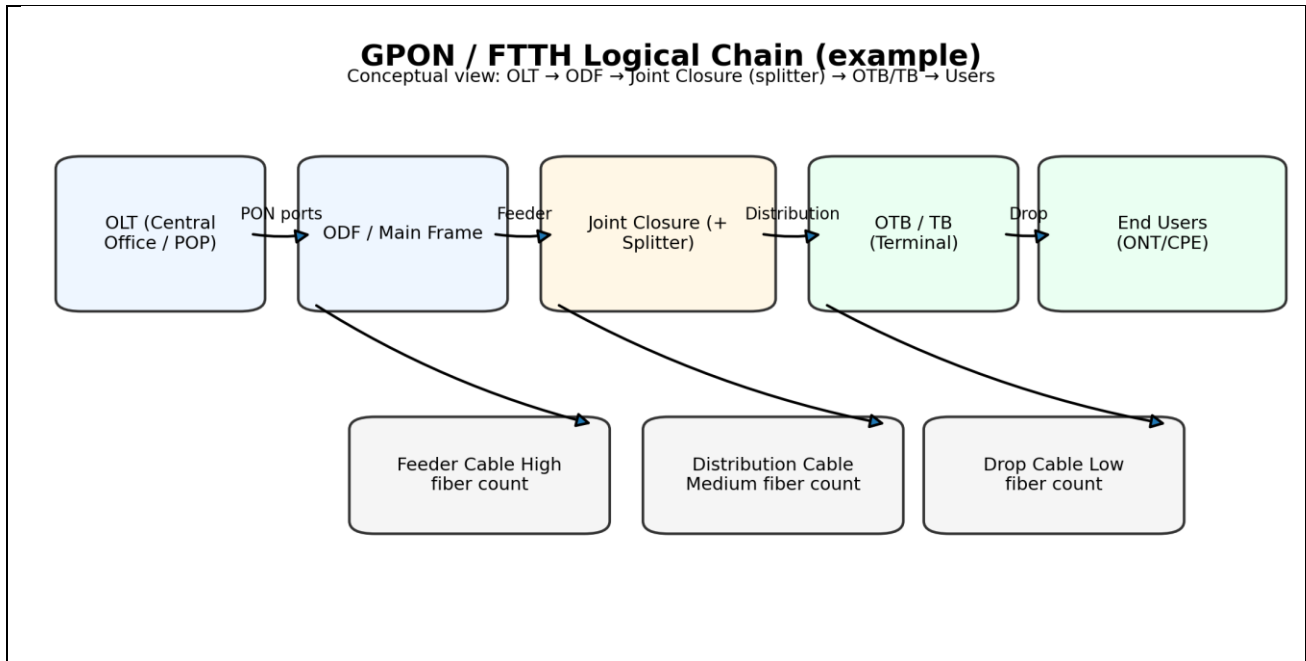 GPON / FTTH Logical Chain (example)
Conceptual view: OLT → ODF → Joint Closure (splitter) → OTB/TB → Users
OLT (Central
Office / POP)
PON ports
ODF / Main Frame
Feeder
Joint Closure (+
Splitter)
Distribution
OTB / TB
(Terminal)
Drop
End Users
(ONT/CPE)
Feeder Cable High
fiber count
Distribution Cable
Medium fiber count
Drop Cable Low
fiber count